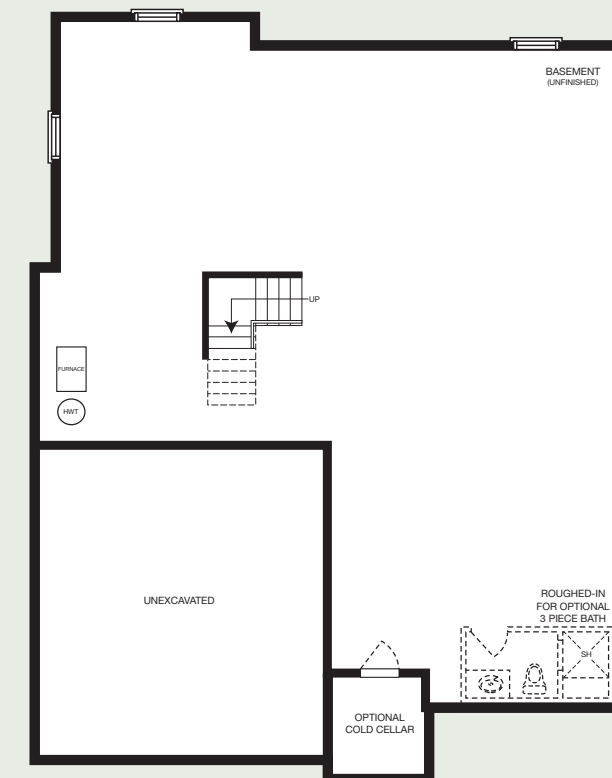 BASEMENT
(UNFINISHED)
UP
FURNACE
HWT
UNEXCAVATED
ROUGHED-IN
FOR OPTIONAL
3 PIECE BATH
SH
OPTIONAL
COLD CELLAR